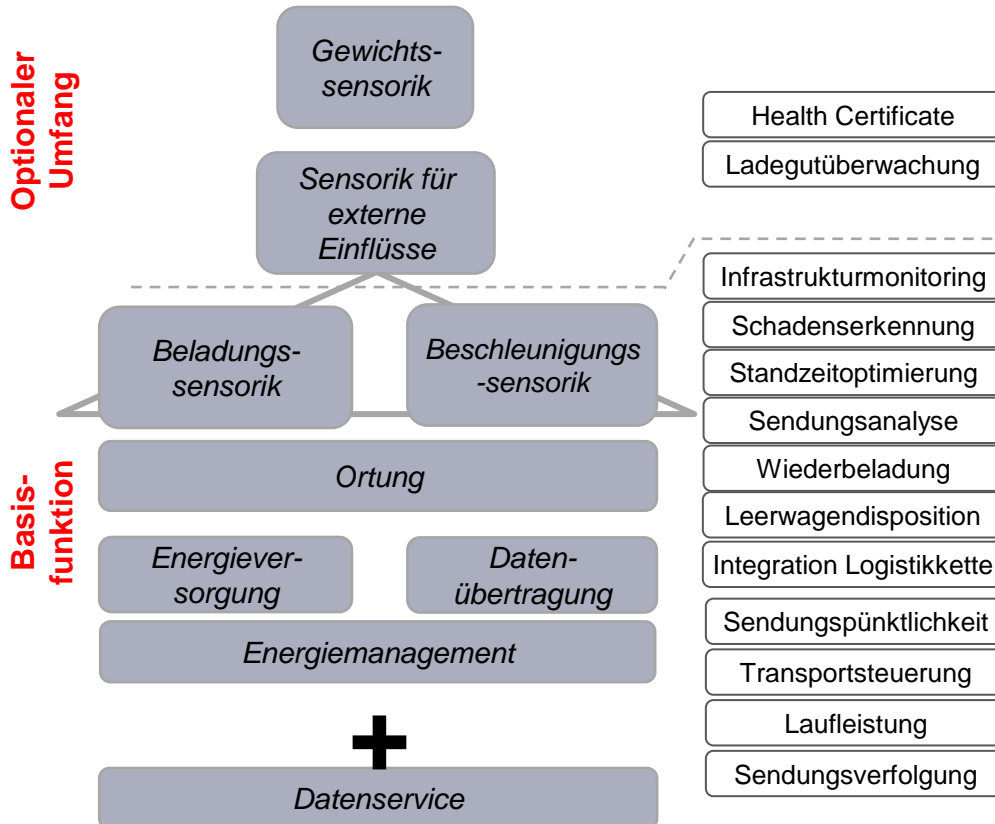 Optionaler
Umfang
Gewichts-
sensorik
Sensorik für
externe
Einflüsse
Basis-
funktion
Beladungs-
sensorik
Beschleunigungs
-sensorik
Ortung
Energiever-
sorgung
Daten-
übertragung
Energiemanagement
+
Datenservice
Health Certificate
Ladegutüberwachung
Infrastrukturmonitoring
Schadenserkennung
Standzeitoptimierung
Sendungsanalyse
Wiederbeladung
Leerwagendisposition
Integration Logistikkette
Sendungspünktlichkeit
Transportsteuerung
Laufleistung
Sendungsverfolgung